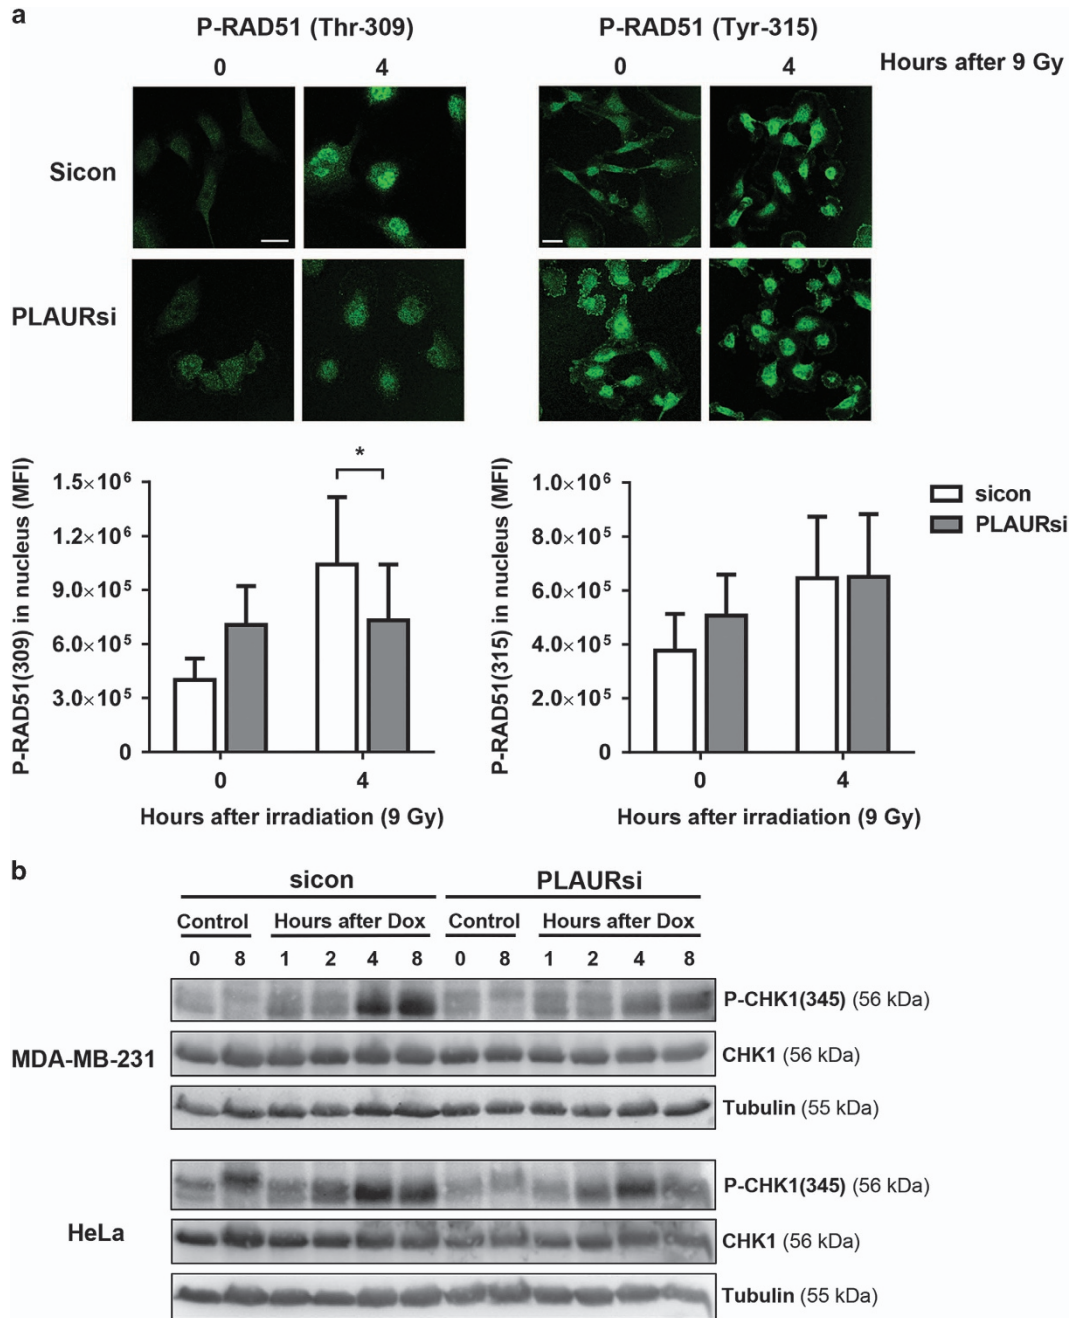 a
P-RAD51 (Thr-309) P-RAD51 (Tyr-315)
0 4 0 4 Hours after 9 Gy
Sicon
PLAURsi
P-RAD51(309) in nucleus (MFI)
1.5×10⁶
1.2×10⁶
9.0×10⁵
6.0×10⁵
3.0×10⁵
0
*
0 4
Hours after irradiation (9 Gy)
P-RAD51(315) in nucleus (MFI)
1.0×10⁶
8.0×10⁵
6.0×10⁵
4.0×10⁵
2.0×10⁵
0
0 4
Hours after irradiation (9 Gy)
sicon
PLAURsi
b
sicon PLAURsi
Control Hours after Dox Control Hours after Dox
0 8 1 2 4 8 0 8 1 2 4 8
MDA-MB-231
P-CHK1(345) (56 kDa)
CHK1 (56 kDa)
Tubulin (55 kDa)
HeLa
P-CHK1(345) (56 kDa)
CHK1 (56 kDa)
Tubulin (55 kDa)